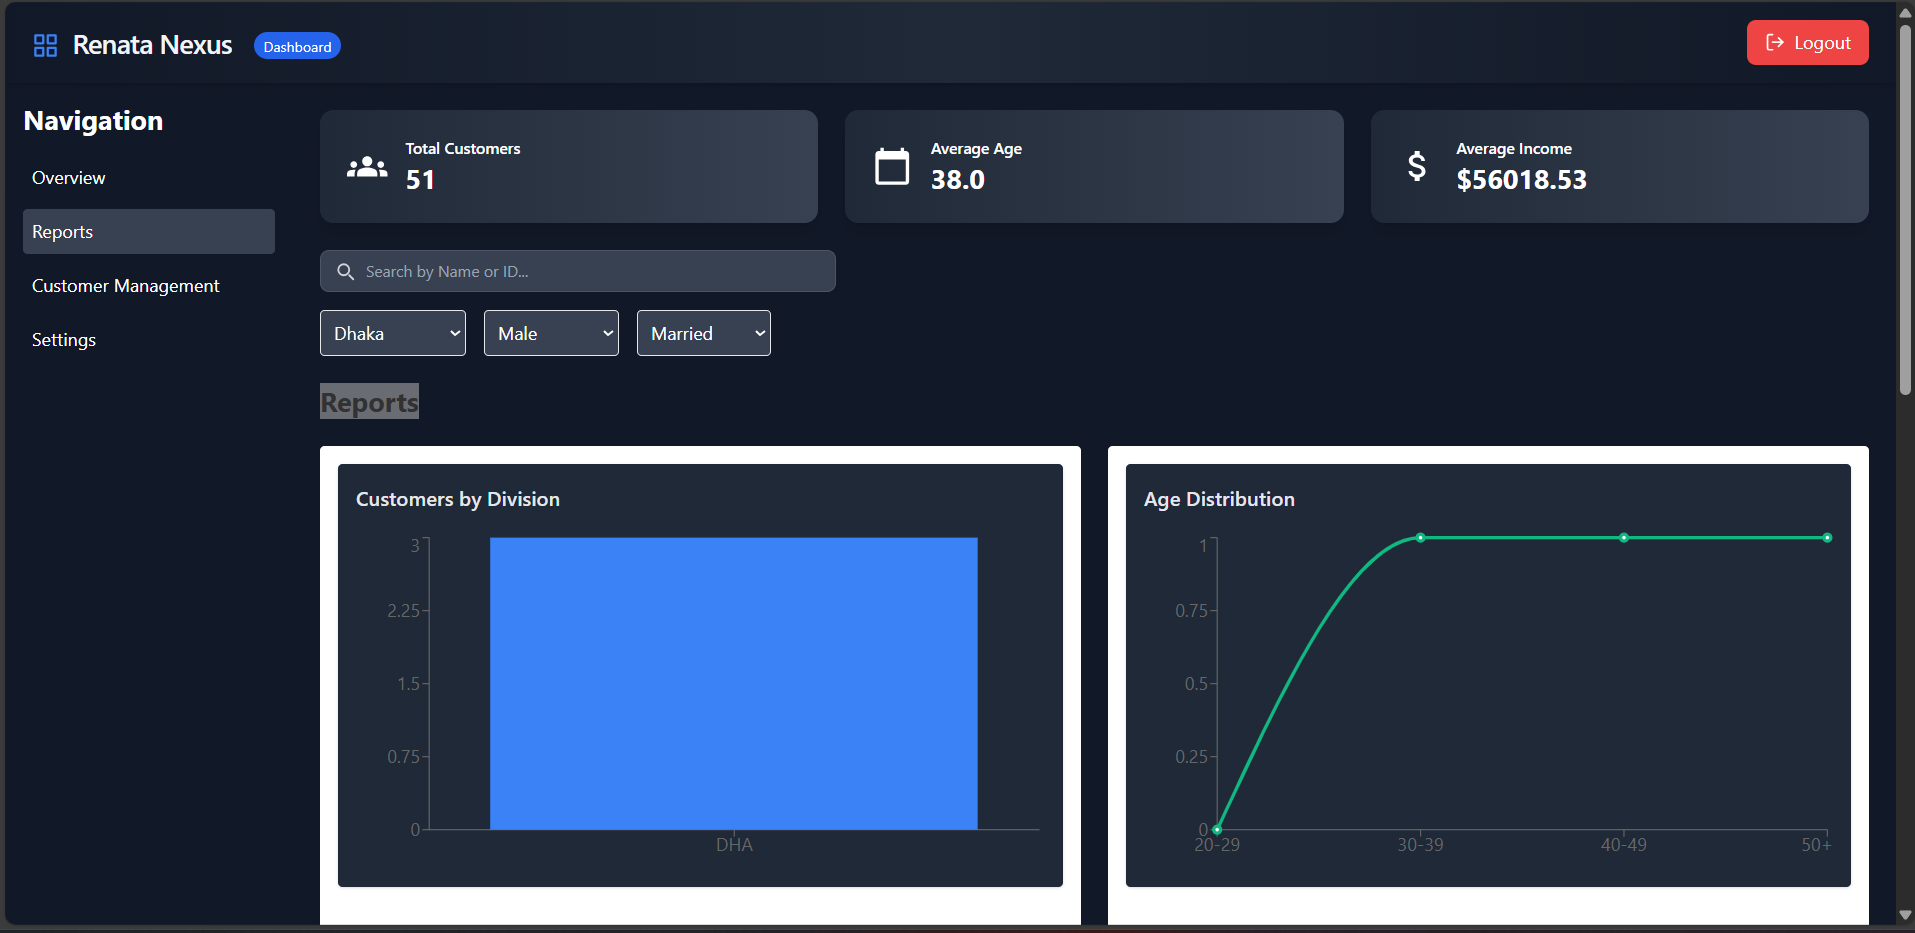 Renata Nexus
Dashboard
Logout
Navigation
Overview
Reports
Customer Management
Settings
Total Customers
51
Average Age
38.0
Average Income
$56018.53
Search by Name or ID...
Dhaka
Male
Married
Reports
Customers by Division
3
2.25
1.5
0.75
0
DHA
Age Distribution
1
0.75
0.5
0.25
0
20-29
30-39
40-49
50+